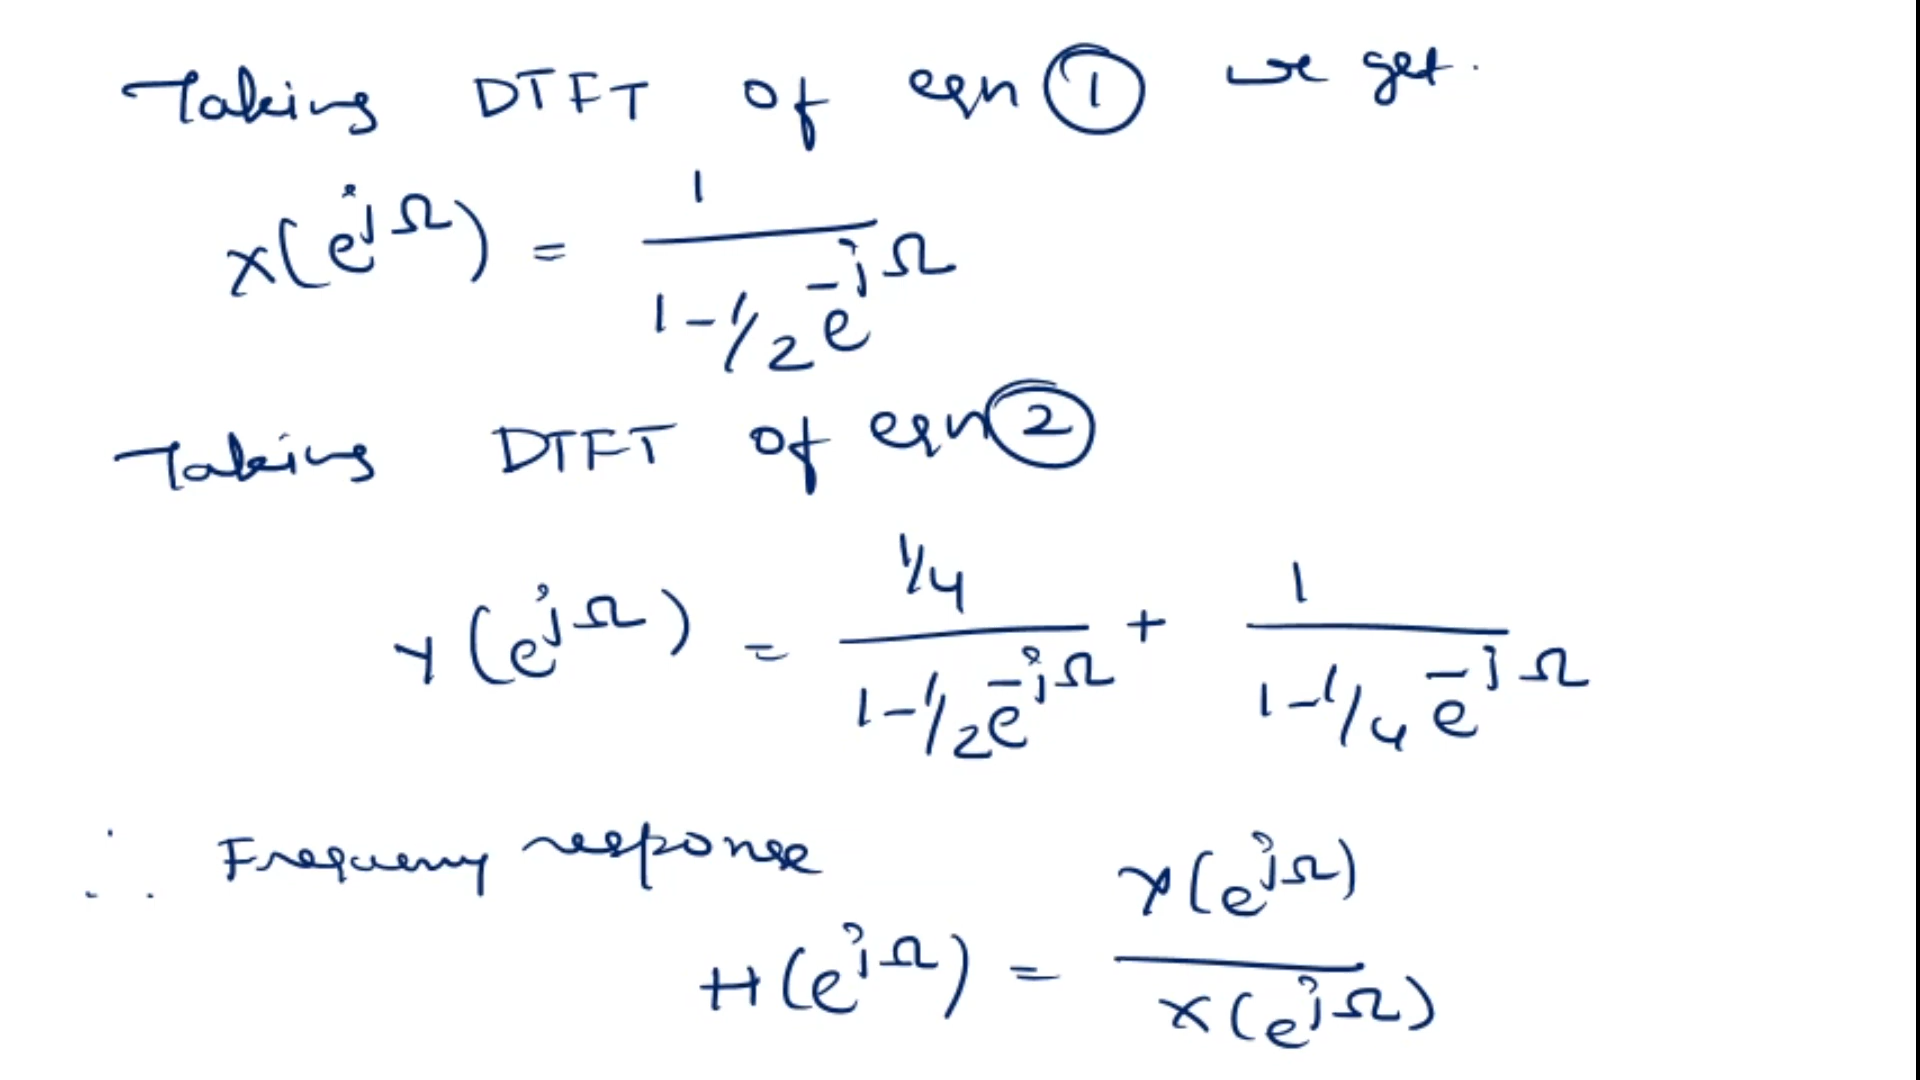 Taking DTFT of eqn ① we get.
X(e^{jΩ}) = 1 / (1 - 1/2 e^{-jΩ})
Taking DTFT of eqn ②
Y(e^{jΩ}) = (1/4) / (1 - 1/2 e^{-jΩ}) + 1 / (1 - 1/4 e^{-jΩ})
∴ Frequency response
H(e^{jΩ}) = Y(e^{jΩ}) / X(e^{jΩ})